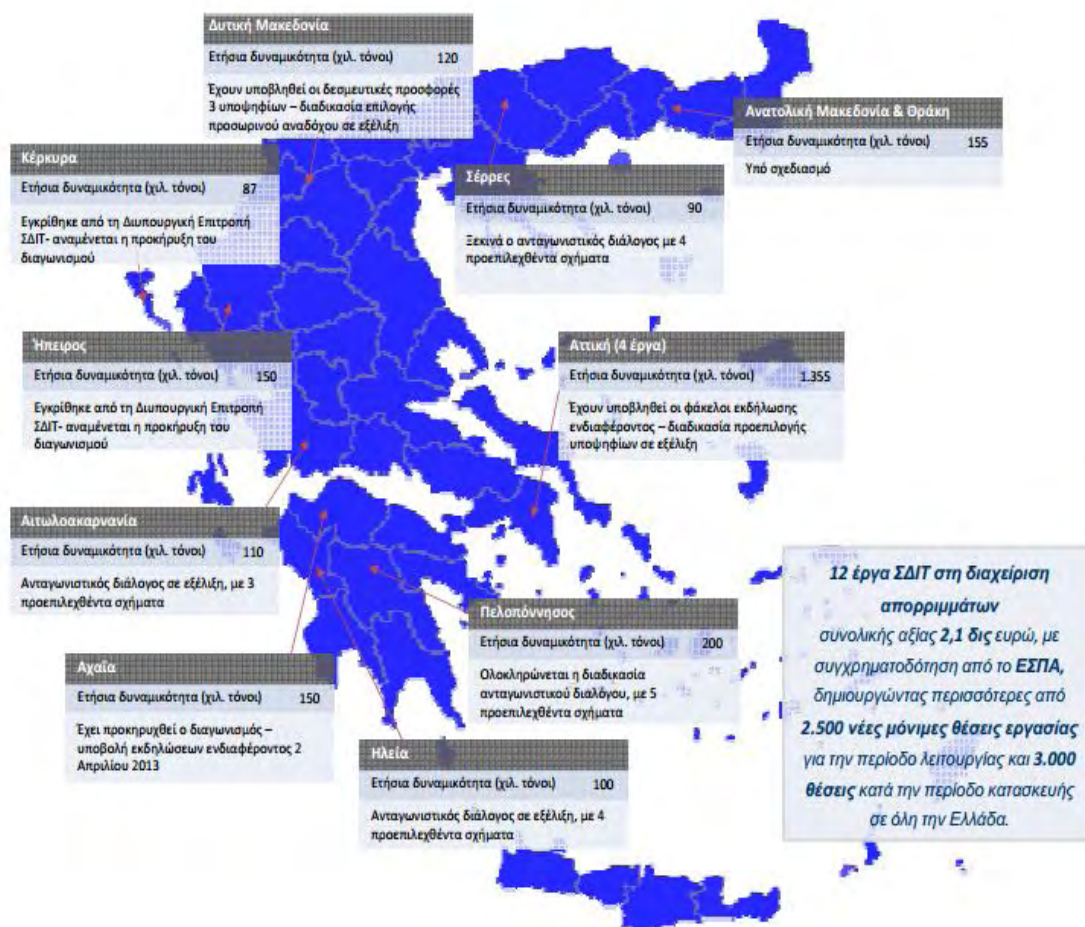 Δυτική Μακεδονία
Ετήσια δυναμικότητα (χιλ. τόνοι) 120
Έχουν υποβληθεί οι δεσμευτικές προσφορές
3 υποψηφίων – διαδικασία επιλογής
προσωρινού αναδόχου σε εξέλιξη
Ανατολική Μακεδονία & Θράκη
Ετήσια δυναμικότητα (χιλ. τόνοι) 155
Υπό σχεδιασμό
Κέρκυρα
Ετήσια δυναμικότητα (χιλ. τόνοι) 87
Εγκρίθηκε από τη Διυπουργική Επιτροπή
ΣΔΙΤ- αναμένεται η προκήρυξη του
διαγωνισμού
Σέρρες
Ετήσια δυναμικότητα (χιλ. τόνοι) 90
Ξεκινά ο ανταγωνιστικός διάλογος με 4
προεπιλεχθέντα σχήματα
Ήπειρος
Ετήσια δυναμικότητα (χιλ. τόνοι) 150
Εγκρίθηκε από τη Διυπουργική Επιτροπή
ΣΔΙΤ- αναμένεται η προκήρυξη του
διαγωνισμού
Αττική (4 έργα)
Ετήσια δυναμικότητα (χιλ. τόνοι) 1.355
Έχουν υποβληθεί οι φάκελοι εκδήλωσης
ενδιαφέροντος – διαδικασία προεπιλογής
υποψηφίων σε εξέλιξη
Αιτωλοακαρνανία
Ετήσια δυναμικότητα (χιλ. τόνοι) 110
Ανταγωνιστικός διάλογος σε εξέλιξη, με 3
προεπιλεχθέντα σχήματα
Πελοπόννησος
Ετήσια δυναμικότητα (χιλ. τόνοι) 200
Ολοκληρώνεται η διαδικασία
ανταγωνιστικού διαλόγου, με 5
προεπιλεχθέντα σχήματα
Αχαΐα
Ετήσια δυναμικότητα (χιλ. τόνοι) 150
Έχει προκηρυχθεί ο διαγωνισμός –
υποβολή εκδηλώσεων ενδιαφέροντος 2
Απριλίου 2013
Ηλεία
Ετήσια δυναμικότητα (χιλ. τόνοι) 100
Ανταγωνιστικός διάλογος σε εξέλιξη, με 4
προεπιλεχθέντα σχήματα
12 έργα ΣΔΙΤ στη διαχείριση
απορριμμάτων
συνολικής αξίας 2,1 δις ευρώ, με
συγχρηματοδότηση από το ΕΣΠΑ,
δημιουργώντας περισσότερες από
2.500 νέες μόνιμες θέσεις εργασίας
για την περίοδο λειτουργίας και 3.000
θέσεις κατά την περίοδο κατασκευής
σε όλη την Ελλάδα.